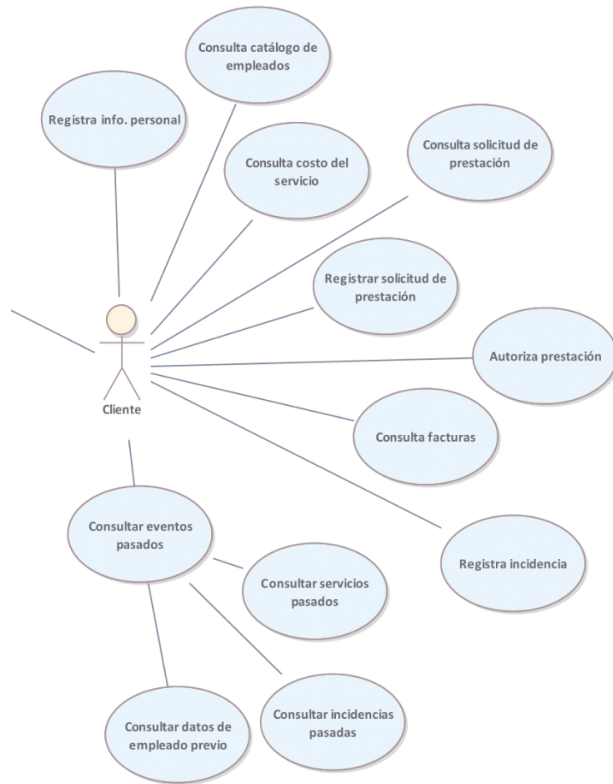 Consulta catálogo de
empleados
Registra info. personal
Consulta costo del
servicio
Consulta solicitud de
prestación
Registrar solicitud de
prestación
Autoriza prestación
Cliente
Consulta facturas
Consultar eventos
pasados
Registra incidencia
Consultar servicios
pasados
Consultar datos de
empleado previo
Consultar incidencias
pasadas